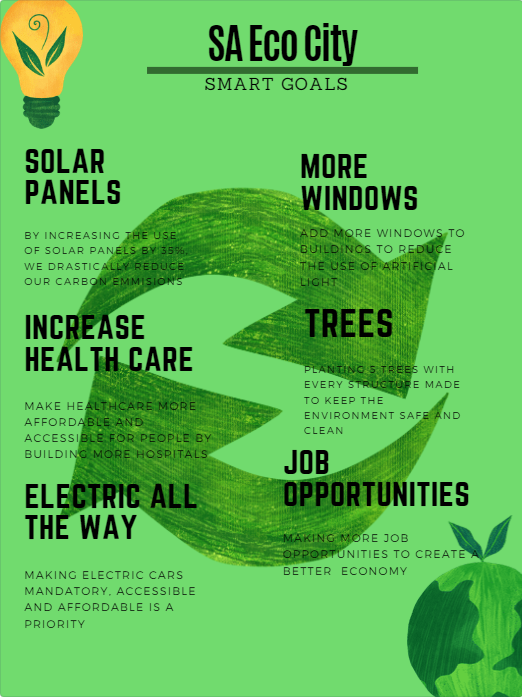 SA Eco City
SMART GOALS
SOLAR
PANELS
BY INCREASING THE USE
OF SOLAR PANELS BY 35%,
WE DRASTICALLY REDUCE
OUR CARBON EMMISIONS
INCREASE
HEALTH CARE
MAKE HEALTHCARE MORE
AFFORDABLE AND
ACCESSIBLE FOR PEOPLE BY
BUILDING MORE HOSPITALS
ELECTRIC ALL
THE WAY
MAKING ELECTRIC CARS
MANDATORY, ACCESSIBLE
AND AFFORDABLE IS A
PRIORITY
MORE
WINDOWS
ADD MORE WINDOWS TO
BUILDINGS TO REDUCE
THE USE OF ARTIFICIAL
LIGHT
TREES
PLANTING 5 TREES WITH
EVERY STRUCTURE MADE
TO KEEP THE
ENVIRONMENT SAFE AND
CLEAN
JOB
OPPORTUNITIES
MAKING MORE JOB
OPPORTUNITIES TO CREATE A
BETTER ECONOMY